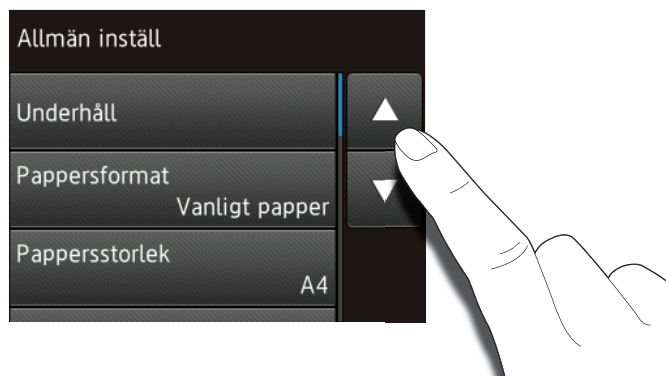 Allmän inställ
Underhåll
Pappersformat
Vanligt papper
Pappersstorlek
A4